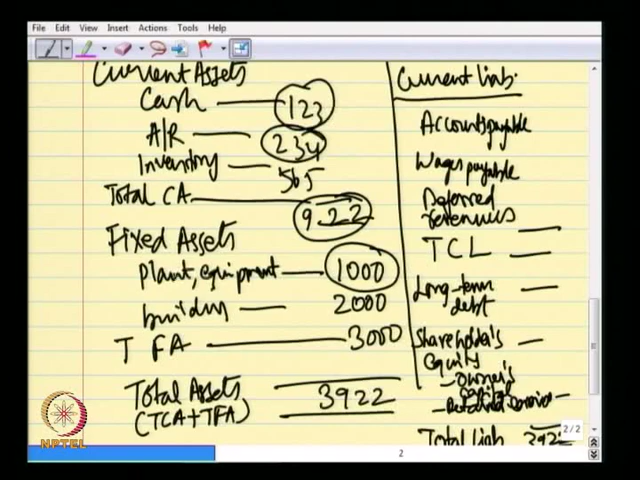 File Edit View Insert Actions Tools Help
Current Assets
Cash 123
A/R 234
Inventory 565
Total CA 922
Fixed Assets
Plant, equipment 1000
building 2000
T FA 3000
Total Assets 3922
(TCA+TFA)
Current liab.
Accounts payable
Wages payable
Deferred
revenues
TCL
Long-term
debt
Shareholder's
equity
- owner's
- Retained
Total liab 3922
NPTEL
2
2/2